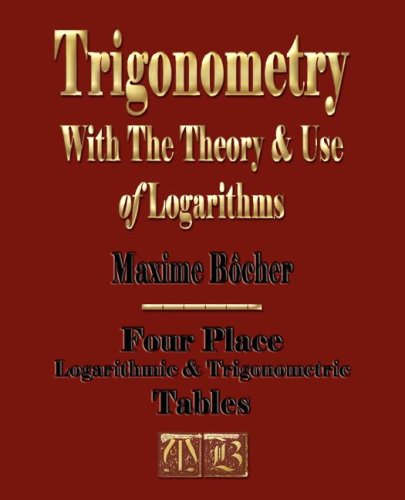 Trigonometry
With The Theory & Use
of Logarithms
Maxime Bôcher
Four Place
Logarithmic & Trigonometric
Tables
M B